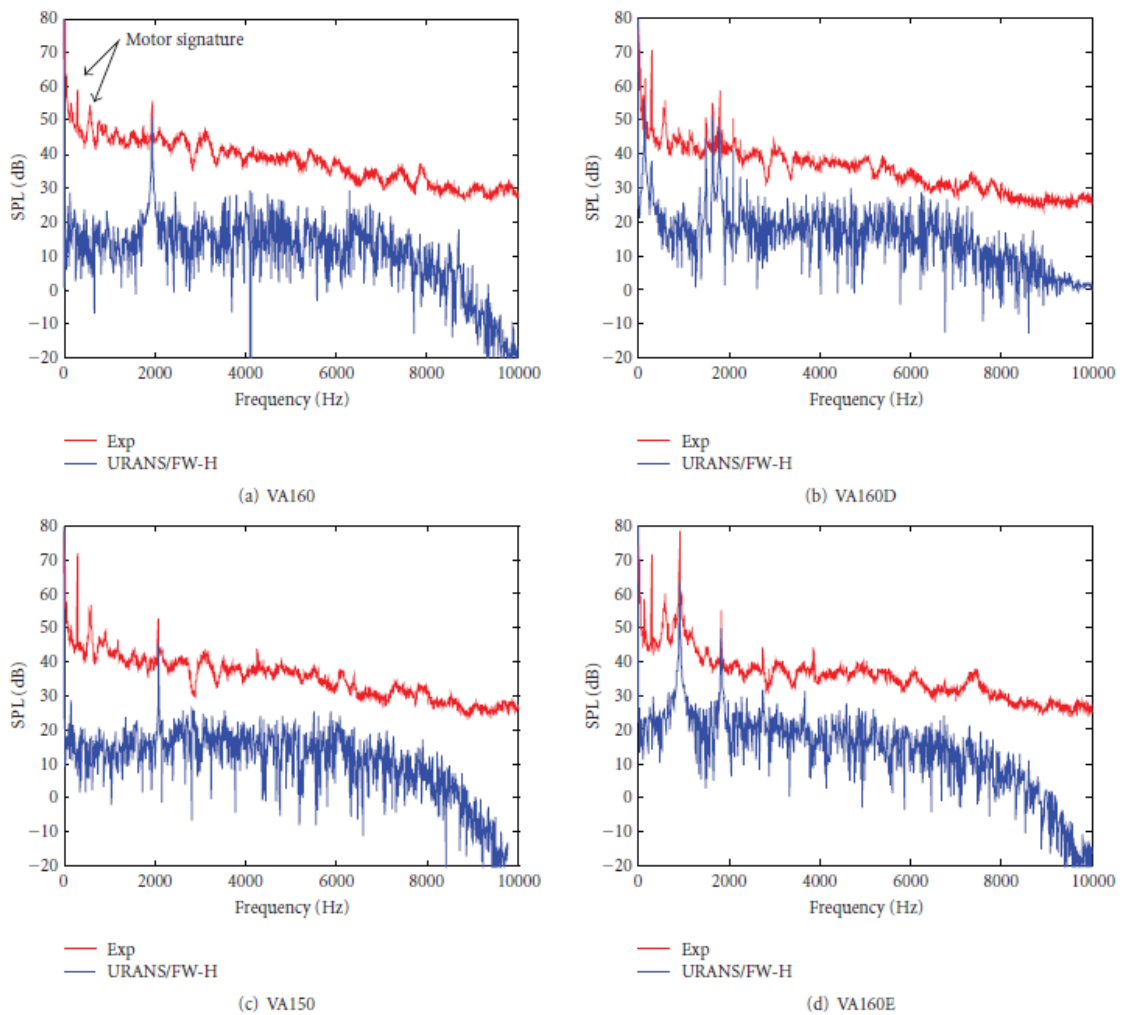 80
70
60
50
40
30
20
10
0
−10
−20
SPL (dB)
Motor signature
0 2000 4000 6000 8000 10000
Frequency (Hz)
Exp
URANS/FW-H
(a) VA160
80
70
60
50
40
30
20
10
0
−10
−20
SPL (dB)
0 2000 4000 6000 8000 10000
Frequency (Hz)
Exp
URANS/FW-H
(b) VA160D
80
70
60
50
40
30
20
10
0
−10
−20
SPL (dB)
0 2000 4000 6000 8000 10000
Frequency (Hz)
Exp
URANS/FW-H
(c) VA150
80
70
60
50
40
30
20
10
0
−10
−20
SPL (dB)
0 2000 4000 6000 8000 10000
Frequency (Hz)
Exp
URANS/FW-H
(d) VA160E